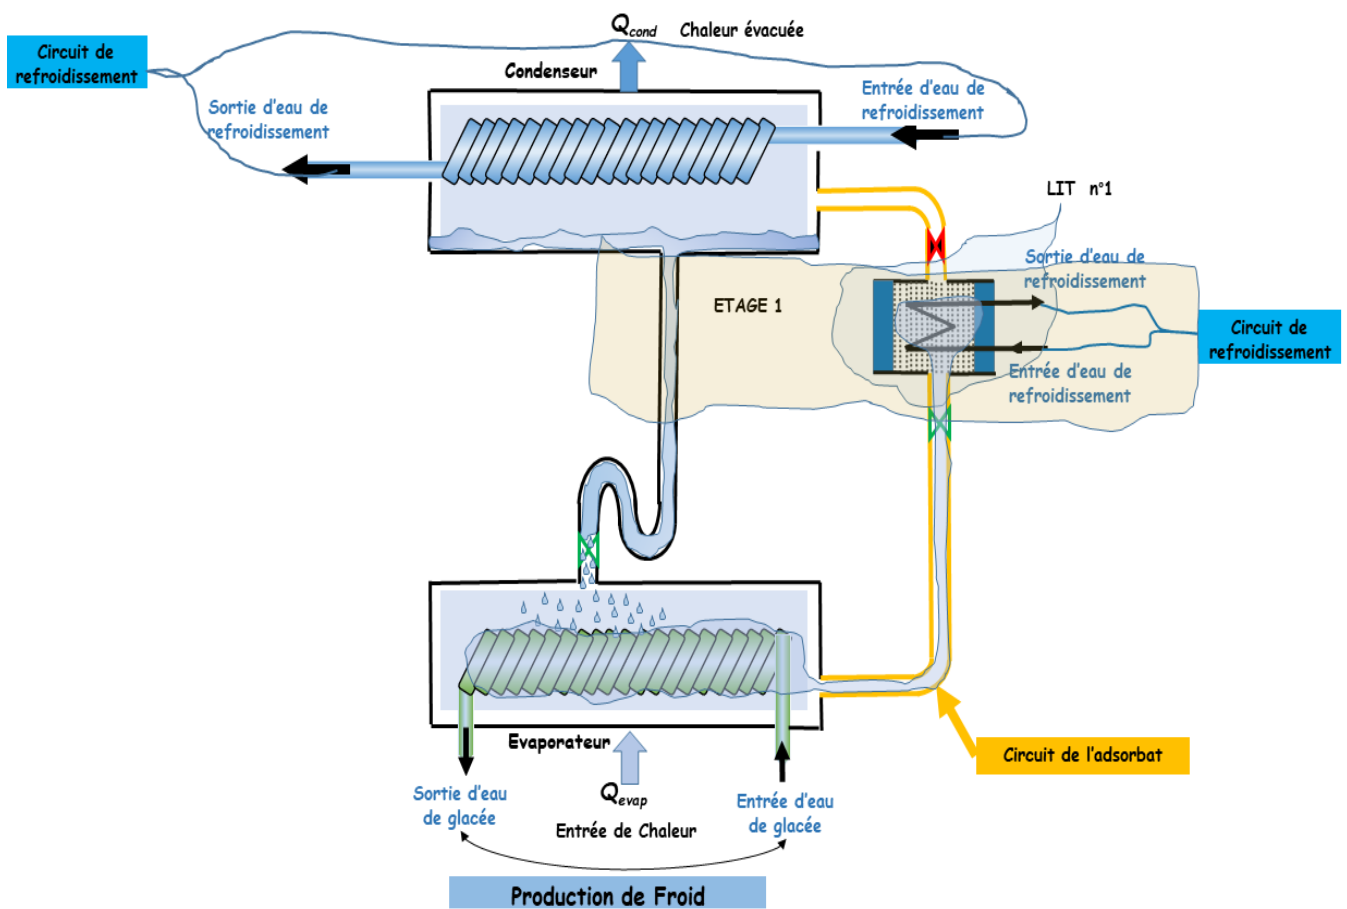 Qcond
Chaleur évacuée
Circuit de
refroidissement
Condenseur
Sortie d'eau de
refroidissement
Entrée d'eau de
refroidissement
LIT n°1
Sortie d'eau de
refroidissement
ETAGE 1
Circuit de
refroidissement
Entrée d'eau de
refroidissement
Evaporateur
Circuit de l'adsorbat
Sortie d'eau
de glacée
Qevap
Entrée de Chaleur
Entrée d'eau
de glacée
Production de Froid